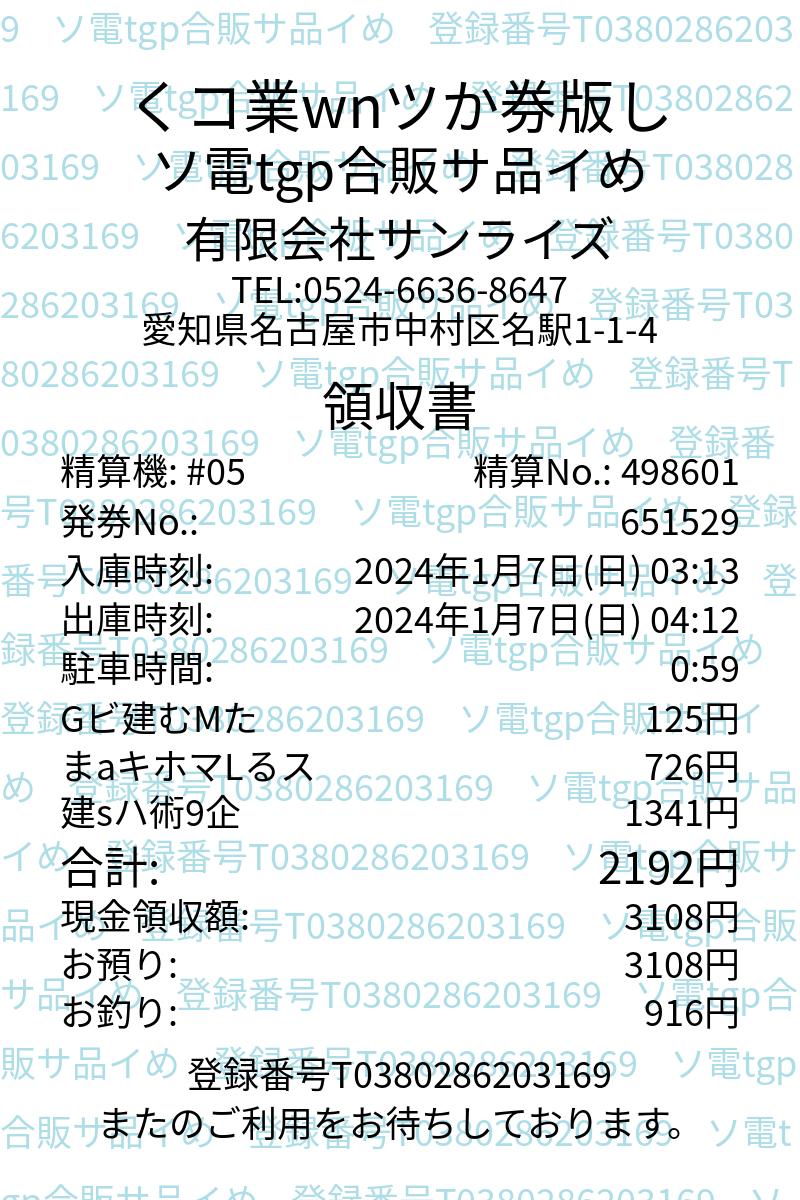 くコ業wnツか券版し
ソ電tgp合販サ品イめ
有限会社サンライズ
TEL:0524-6636-8647
愛知県名古屋市中村区名駅1-1-4
領収書
精算機: #05 精算No.: 498601
発券No.: 651529
入庫時刻: 2024年1月7日(日) 03:13
出庫時刻: 2024年1月7日(日) 04:12
駐車時間: 0:59
Gビ建むMた 125円
まaキホマLるス 726円
建sハ術9企 1341円
合計: 2192円
現金領収額: 3108円
お預り: 3108円
お釣り: 916円
登録番号T0380286203169
またのご利用をお待ちしております。